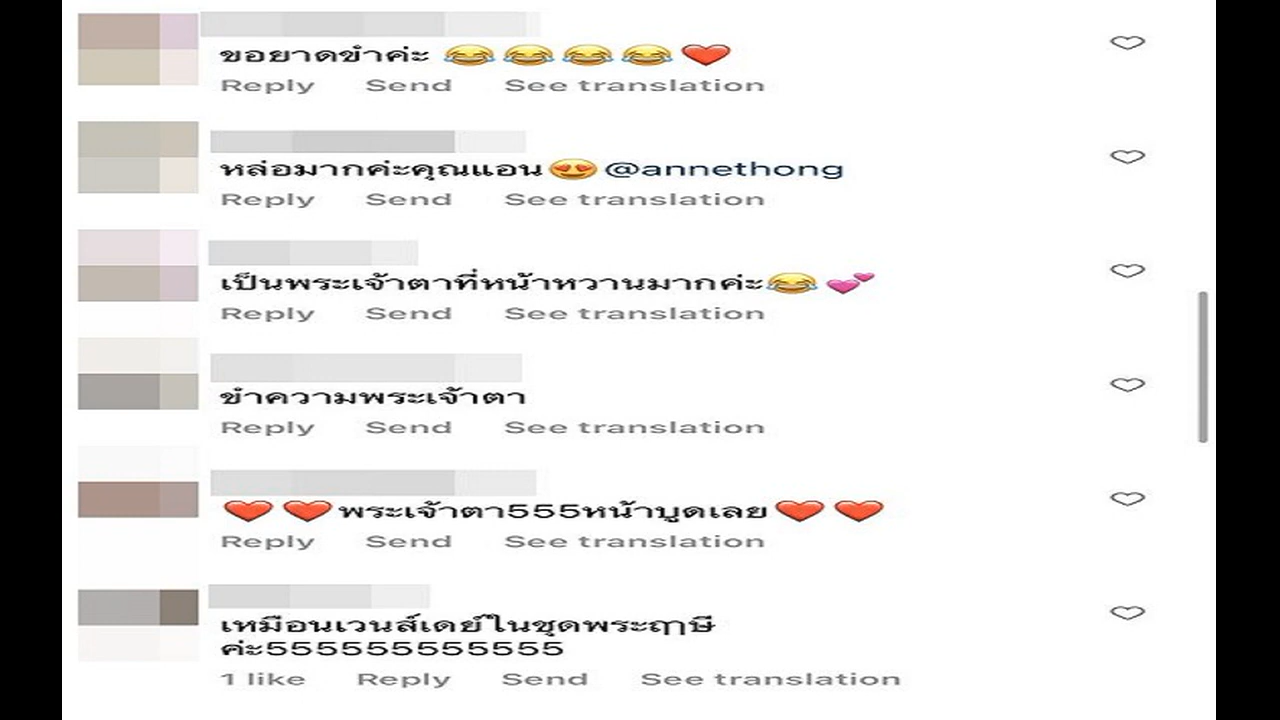 ขอยาดขำค่ะ 😂😂😂😂❤️
Reply Send See translation
หล่อมากค่ะคุณแอน😍@annethong
Reply Send See translation
เป็นพระเจ้าตาที่หน้าหวานมากค่ะ😂💕
Reply Send See translation
ขำความพระเจ้าตา
Reply Send See translation
❤️❤️พระเจ้าตา555หน้าบูดเลย❤️❤️
Reply Send See translation
เหมือนเวนส์เดย์ในชุดพระฤๅษี
ค่ะ555555555555
1 like Reply Send See translation